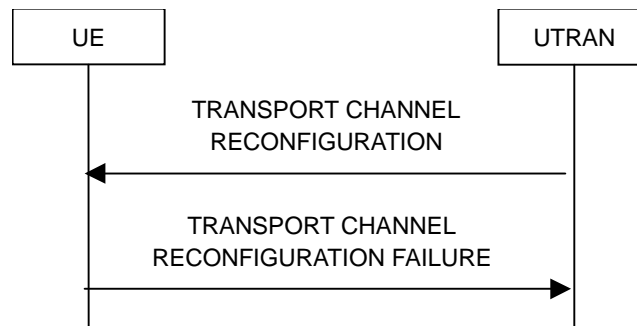 UE
UTRAN
TRANSPORT CHANNEL
RECONFIGURATION
TRANSPORT CHANNEL
RECONFIGURATION FAILURE